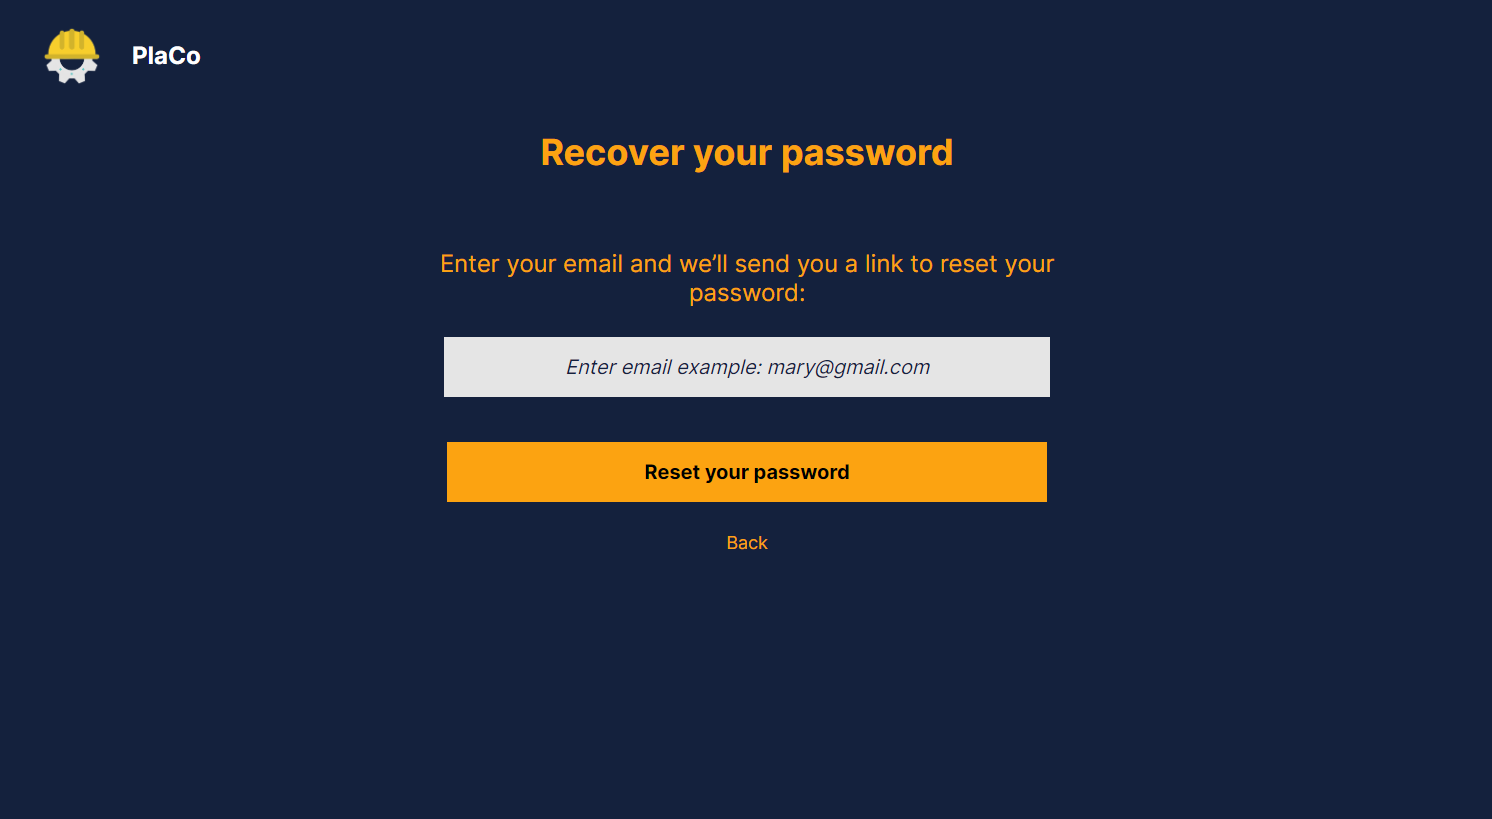 PlaCo
Recover your password
Enter your email and we’ll send you a link to reset your
password:
Enter email example: mary@gmail.com
Reset your password
Back